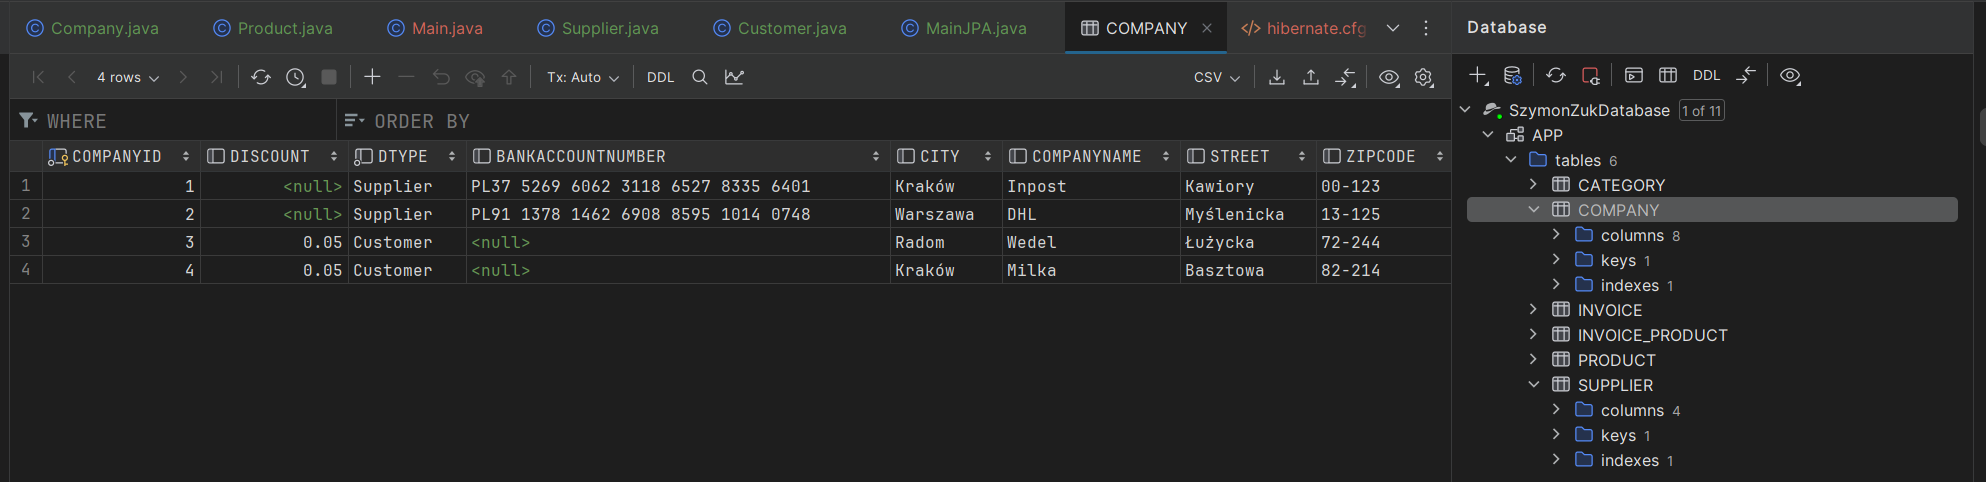 Company.java Product.java Main.java Supplier.java Customer.java MainJPA.java COMPANY hibernate.cfg Database
4 rows Tx: Auto DDL CSV DDL
WHERE ORDER BY
COMPANYID DISCOUNT DTYPE BANKACCOUNTNUMBER CITY COMPANYNAME STREET ZIPCODE
1 1 <null> Supplier PL37 5269 6062 3118 6527 8335 6401 Kraków Inpost Kawiory 00-123
2 2 <null> Supplier PL91 1378 1462 6908 8595 1014 0748 Warszawa DHL Myślenicka 13-125
3 3 0.05 Customer <null> Radom Wedel Łużycka 72-244
4 4 0.05 Customer <null> Kraków Milka Basztowa 82-214
SzymonZukDatabase 1 of 11
APP
tables 6
CATEGORY
COMPANY
columns 8
keys 1
indexes 1
INVOICE
INVOICE_PRODUCT
PRODUCT
SUPPLIER
columns 4
keys 1
indexes 1